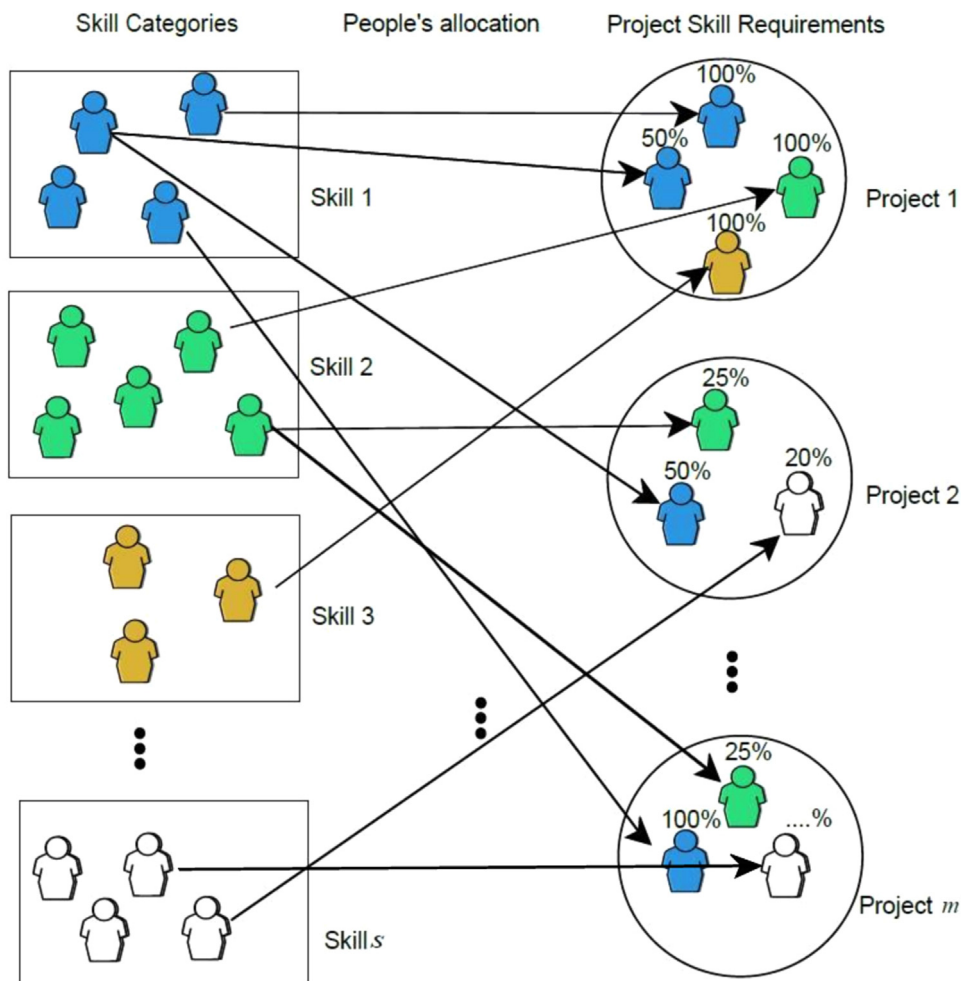 Skill Categories
People's allocation
Project Skill Requirements
100%
50%
100%
100%
Skill 1
Project 1
Skill 2
25%
50%
20%
Project 2
Skill 3
25%
100%
....%
Project m
Skill s